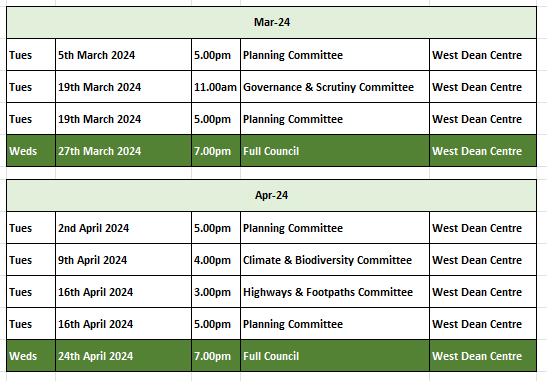 Mar-24
Tues 5th March 2024 5.00pm Planning Committee West Dean Centre
Tues 19th March 2024 11.00am Governance & Scrutiny Committee West Dean Centre
Tues 19th March 2024 5.00pm Planning Committee West Dean Centre
Weds 27th March 2024 7.00pm Full Council West Dean Centre
Apr-24
Tues 2nd April 2024 5.00pm Planning Committee West Dean Centre
Tues 9th April 2024 4.00pm Climate & Biodiversity Committee West Dean Centre
Tues 16th April 2024 3.00pm Highways & Footpaths Committee West Dean Centre
Tues 16th April 2024 5.00pm Planning Committee West Dean Centre
Weds 24th April 2024 7.00pm Full Council West Dean Centre